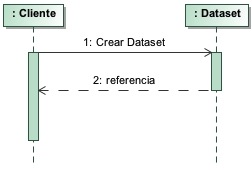 : Cliente
: Dataset
1: Crear Dataset
2: referencia